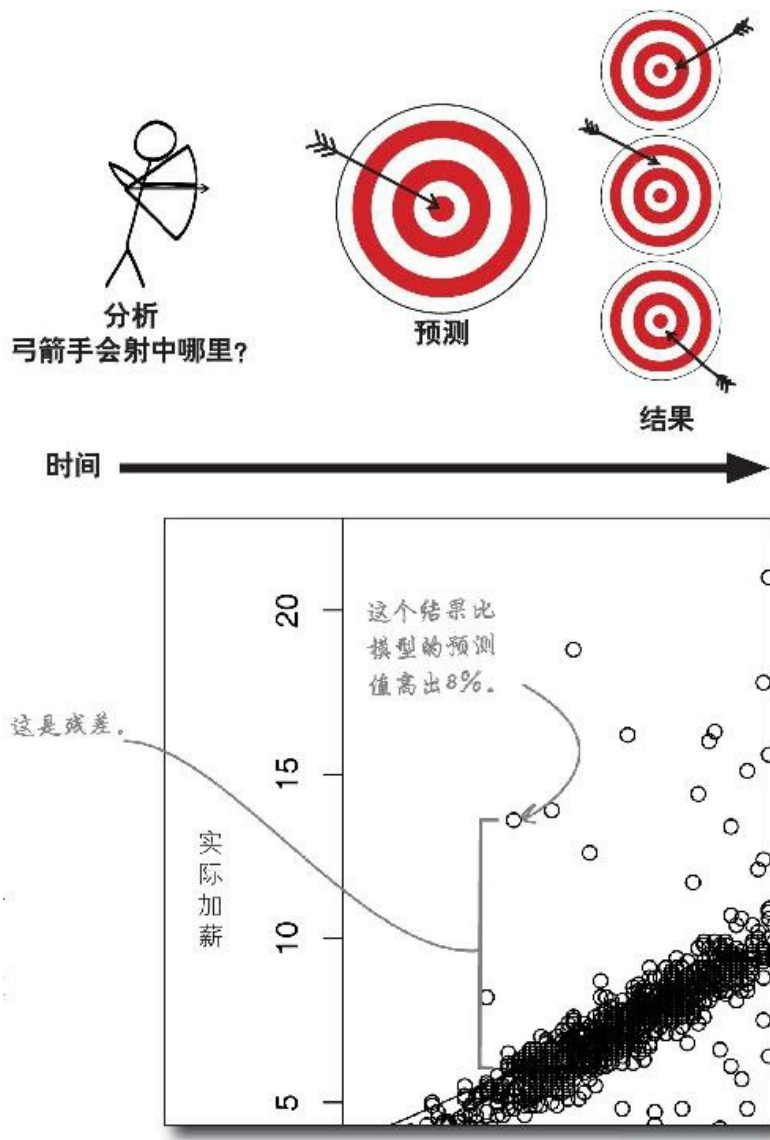 分析
弓箭手会射中哪里?
预测
结果
时间
这个结果比
模型的预测
值高出8%。
这是残差。
实际加薪
20
15
10
5